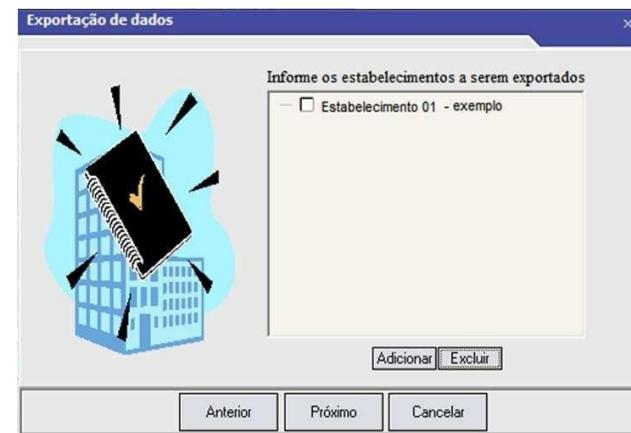 Exportação de dados
Informe os estabelecimentos a serem exportados
Estabelecimento 01 - exemplo
Adicionar Excluir
Anterior Próximo Cancelar